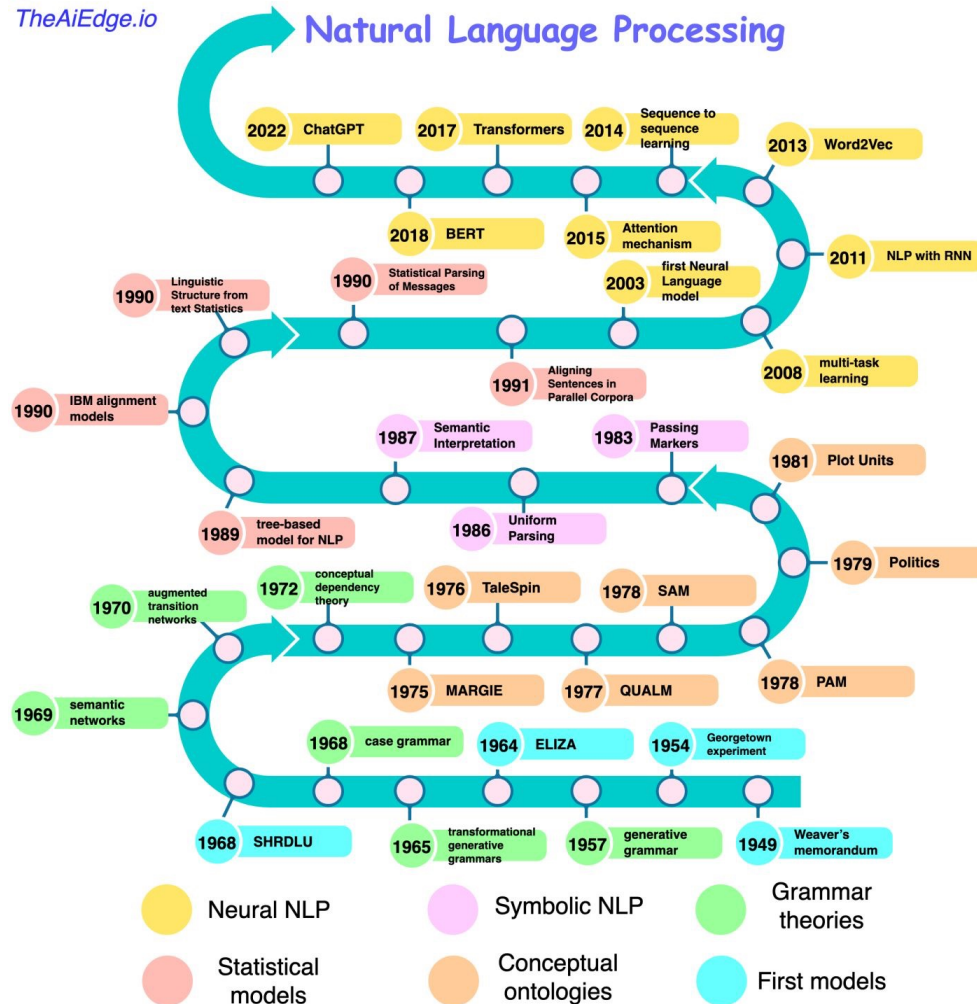 TheAiEdge.io
Natural Language Processing
2022 ChatGPT
2017 Transformers
2014 Sequence to
sequence
learning
2013 Word2Vec
2018 BERT
2015 Attention
mechanism
2011 NLP with RNN
1990 Linguistic
Structure from
text Statistics
1990 Statistical Parsing
of Messages
2003 first Neural
Language
model
1991 Aligning
Sentences in
Parallel Corpora
2008 multi-task
learning
1990 IBM alignment
models
1987 Semantic
Interpretation
1983 Passing
Markers
1981 Plot Units
1989 tree-based
model for NLP
1986 Uniform
Parsing
1979 Politics
1970 augmented
transition
networks
1972 conceptual
dependency
theory
1976 TaleSpin
1978 SAM
1975 MARGIE
1977 QUALM
1978 PAM
1969 semantic
networks
1968 case grammar
1964 ELIZA
1954 Georgetown
experiment
1968 SHRDLU
1965 transformational
generative
grammars
1957 generative
grammar
1949 Weaver's
memorandum
Neural NLP
Symbolic NLP
Grammar
theories
Statistical
models
Conceptual
ontologies
First models